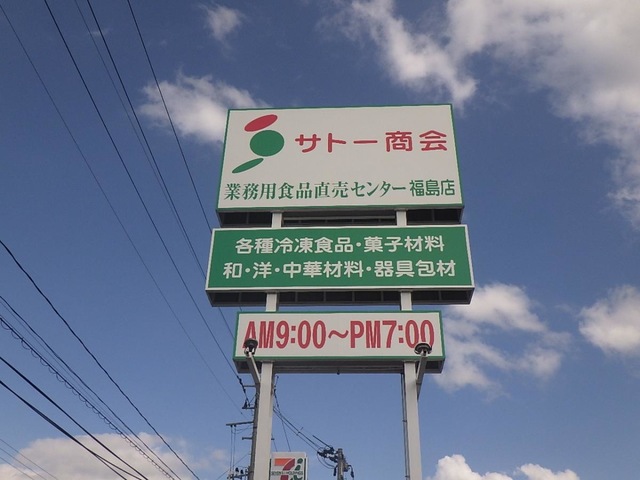 サトー商会
業務用食品直売センター福島店
各種冷凍食品・菓子材料
和・洋・中華材料・器具包材
AM9:00〜PM7:00